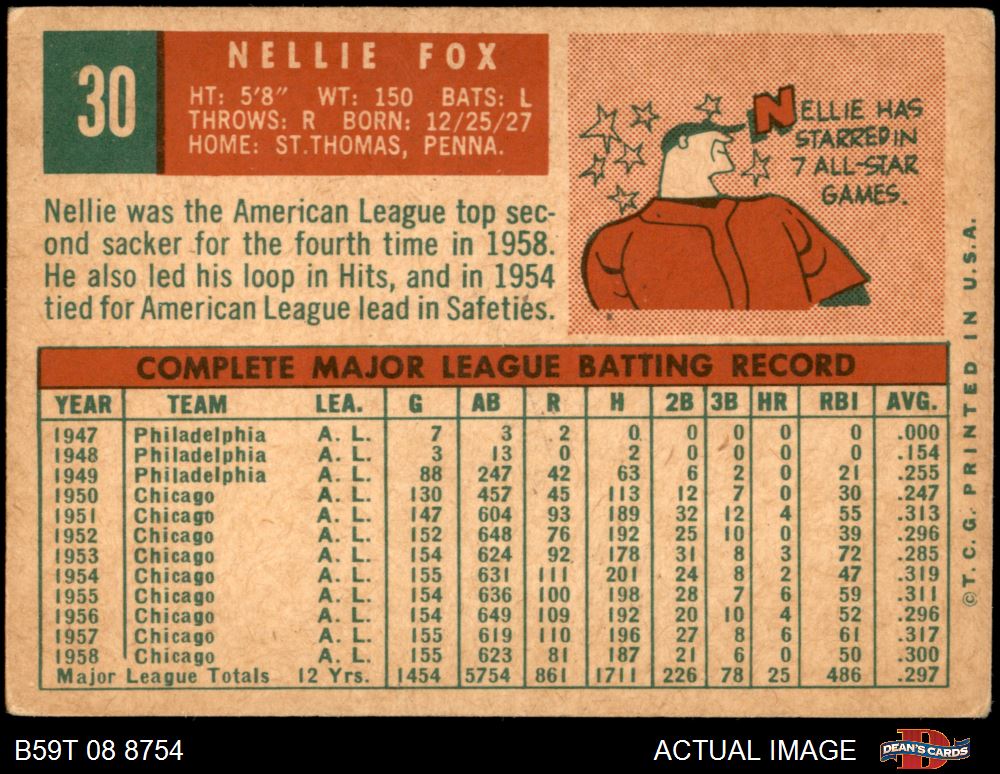 30
NELLIE FOX
HT: 5'8" WT: 150 BATS: L
THROWS: R BORN: 12/25/27
HOME: ST.THOMAS, PENNA.
NELLIE HAS
STARRED IN
7 ALL-STAR
GAMES.
Nellie was the American League top sec-
ond sacker for the fourth time in 1958.
He also led his loop in Hits, and in 1954
tied for American League lead in Safeties.
COMPLETE MAJOR LEAGUE BATTING RECORD
YEAR TEAM LEA. G AB R H 2B 3B HR RBI AVG.
1947 Philadelphia A. L. 7 3 2 0 0 0 0 0 .000
1948 Philadelphia A. L. 3 13 0 2 0 0 0 0 .154
1949 Philadelphia A. L. 88 247 42 63 6 2 0 21 .255
1950 Chicago A. L. 130 457 45 113 12 7 0 30 .247
1951 Chicago A. L. 147 604 93 189 32 12 4 55 .313
1952 Chicago A. L. 152 648 76 192 25 10 0 39 .296
1953 Chicago A. L. 154 624 92 178 31 8 3 72 .285
1954 Chicago A. L. 155 631 111 201 24 8 2 47 .319
1955 Chicago A. L. 154 636 100 198 28 7 6 59 .311
1956 Chicago A. L. 154 649 109 192 20 10 4 52 .296
1957 Chicago A. L. 155 619 110 196 27 8 6 61 .317
1958 Chicago A. L. 155 623 81 187 21 6 0 50 .300
Major League Totals 12 Yrs. 1454 5754 861 1711 226 78 25 486 .297
© T. C. G. PRINTED IN U.S.A.
B59T 08 8754
ACTUAL IMAGE
DEAN'S CARDS